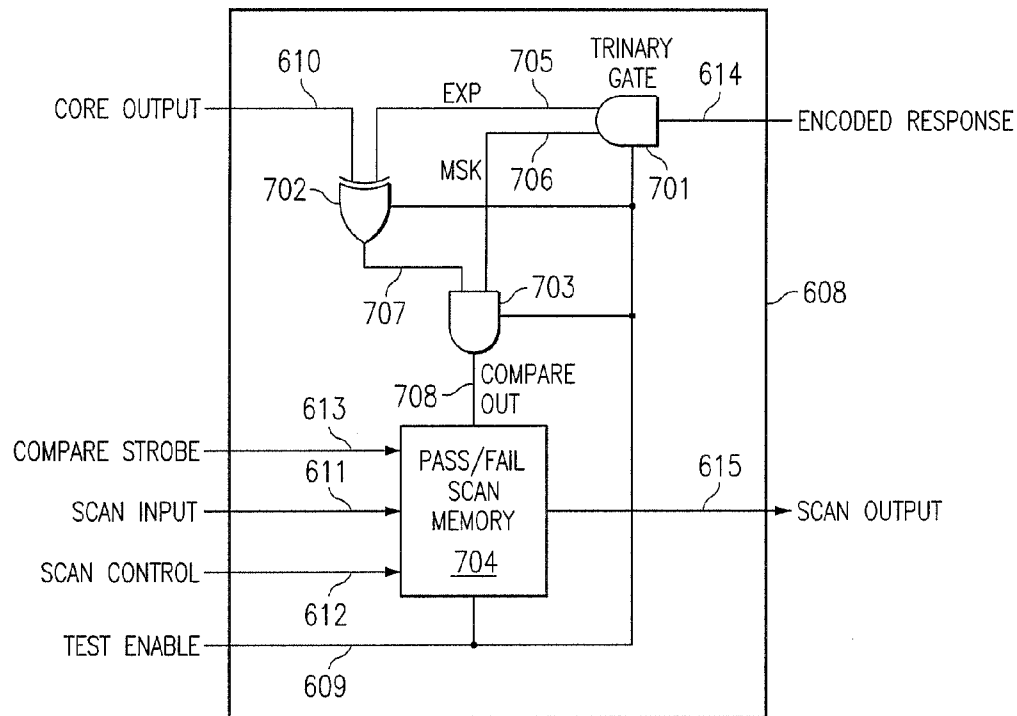 TRINARY
GATE
610
705
614
EXP
CORE OUTPUT
ENCODED RESPONSE
MSK
706
701
702
703
608
707
COMPARE
OUT
708
613
COMPARE STROBE
PASS/FAIL
SCAN
MEMORY
704
611
615
SCAN INPUT
SCAN OUTPUT
SCAN CONTROL
612
TEST ENABLE
609